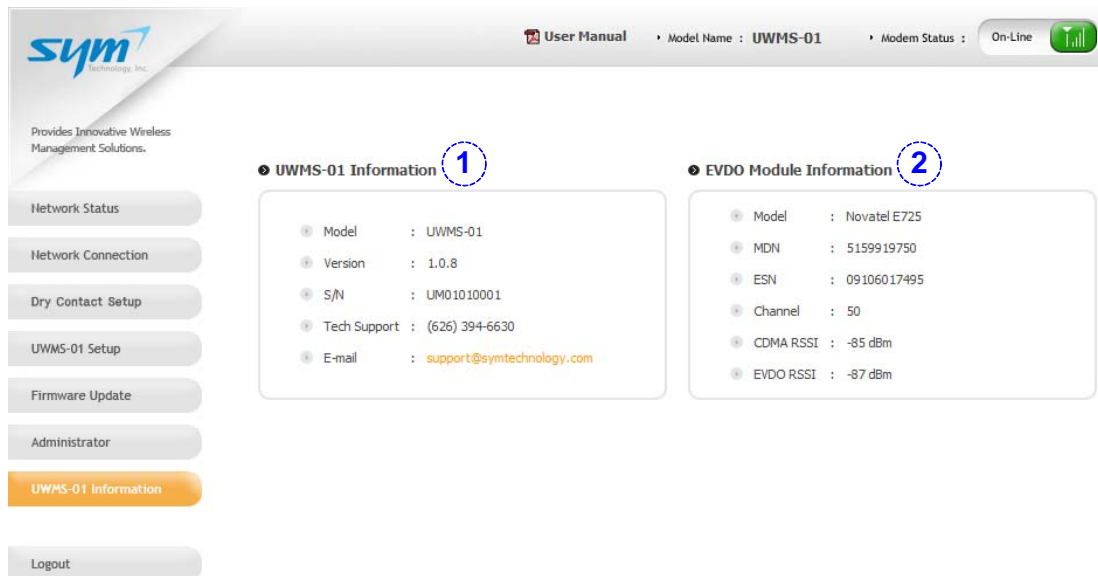 sym
Technology, Inc.
User Manual
Model Name : UWMS-01
Modem Status :
On-Line
Provides Innovative Wireless
Management Solutions.
Network Status
Network Connection
Dry Contact Setup
UWMS-01 Setup
Firmware Update
Administrator
UWMS-01 Information
Logout
UWMS-01 Information
1
Model : UWMS-01
Version : 1.0.8
S/N : UM01010001
Tech Support : (626) 394-6630
E-mail : support@symtechnology.com
EVDO Module Information
2
Model : Novatel E725
MDN : 5159919750
ESN : 09106017495
Channel : 50
CDMA RSSI : -85 dBm
EVDO RSSI : -87 dBm